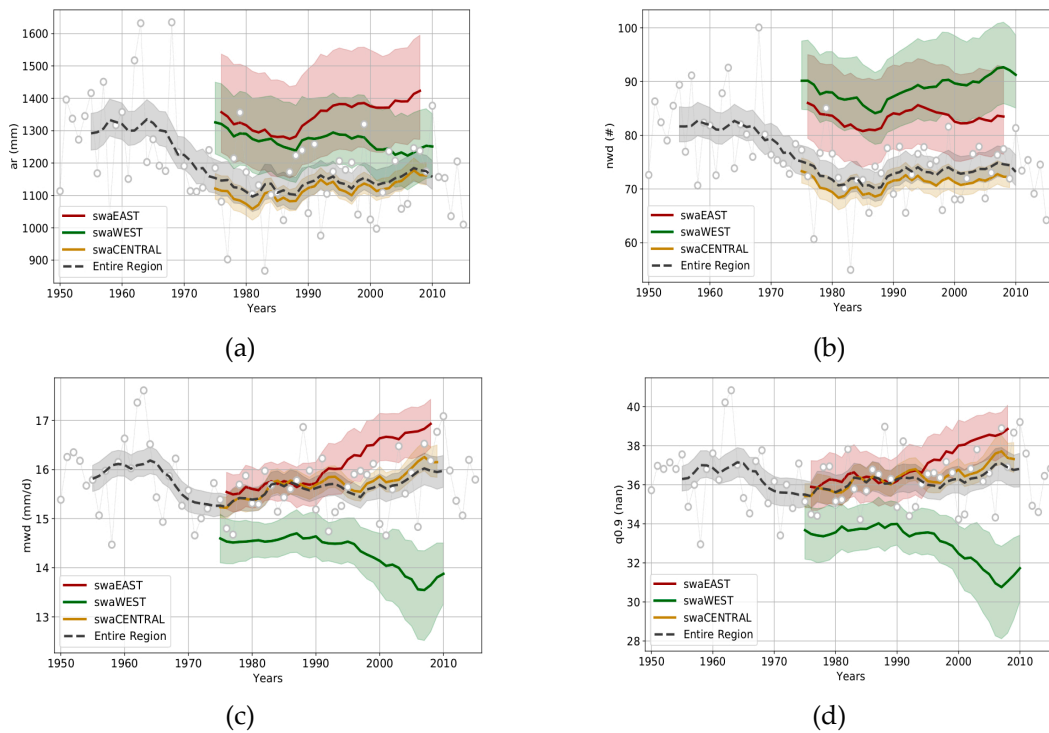 1600
1500
1400
1300
1200
1100
1000
900
ar (mm)
swaEAST
swaWEST
swaCENTRAL
Entire Region
1950 1960 1970 1980 1990 2000 2010
Years
(a)
100
90
80
70
60
nwd (#)
swaEAST
swaWEST
swaCENTRAL
Entire Region
1950 1960 1970 1980 1990 2000 2010
Years
(b)
17
16
15
14
13
mwd (mm/d)
swaEAST
swaWEST
swaCENTRAL
Entire Region
1950 1960 1970 1980 1990 2000 2010
Years
(c)
40
38
36
34
32
30
28
q0.9 (nan)
swaEAST
swaWEST
swaCENTRAL
Entire Region
1950 1960 1970 1980 1990 2000 2010
Years
(d)